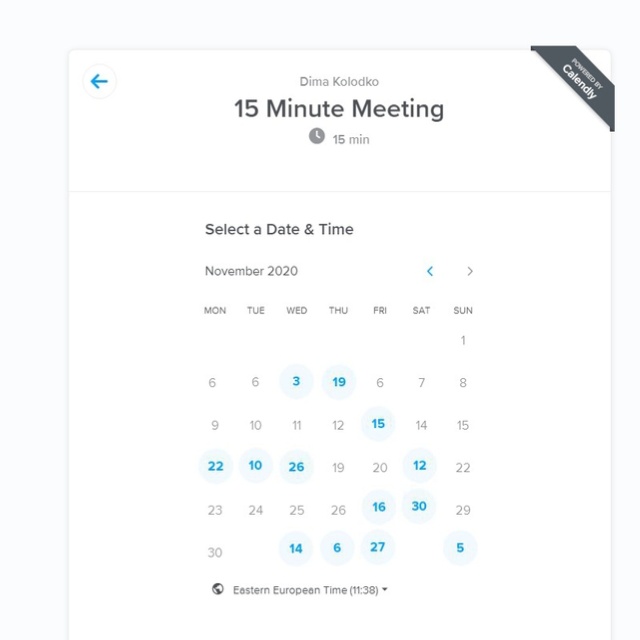 POWERED BY
Calendly
Dima Kolodko
15 Minute Meeting
15 min
Select a Date & Time
November 2020
MON TUE WED THU FRI SAT SUN
1
6 6 3 19 6 7 8
9 10 11 12 15 14 15
22 10 26 19 20 12 22
23 24 25 26 16 30 29
30 14 6 27 5
Eastern European Time (11:38)